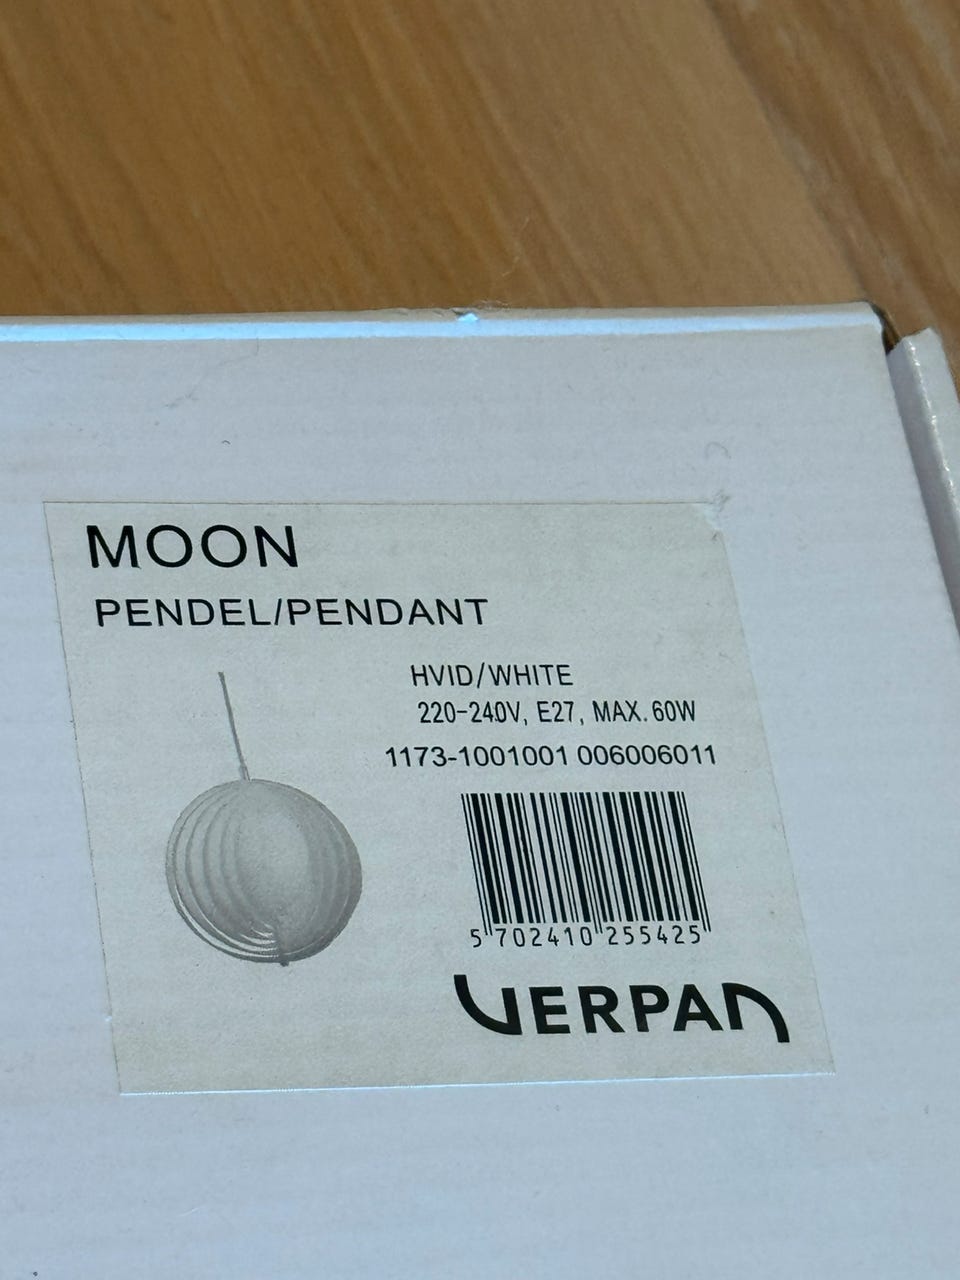 MOON
PENDEL/PENDANT
HVID/WHITE
220-240V, E27, MAX. 60W
1173-1001001 006006011
5 702410 255425
VERPAN